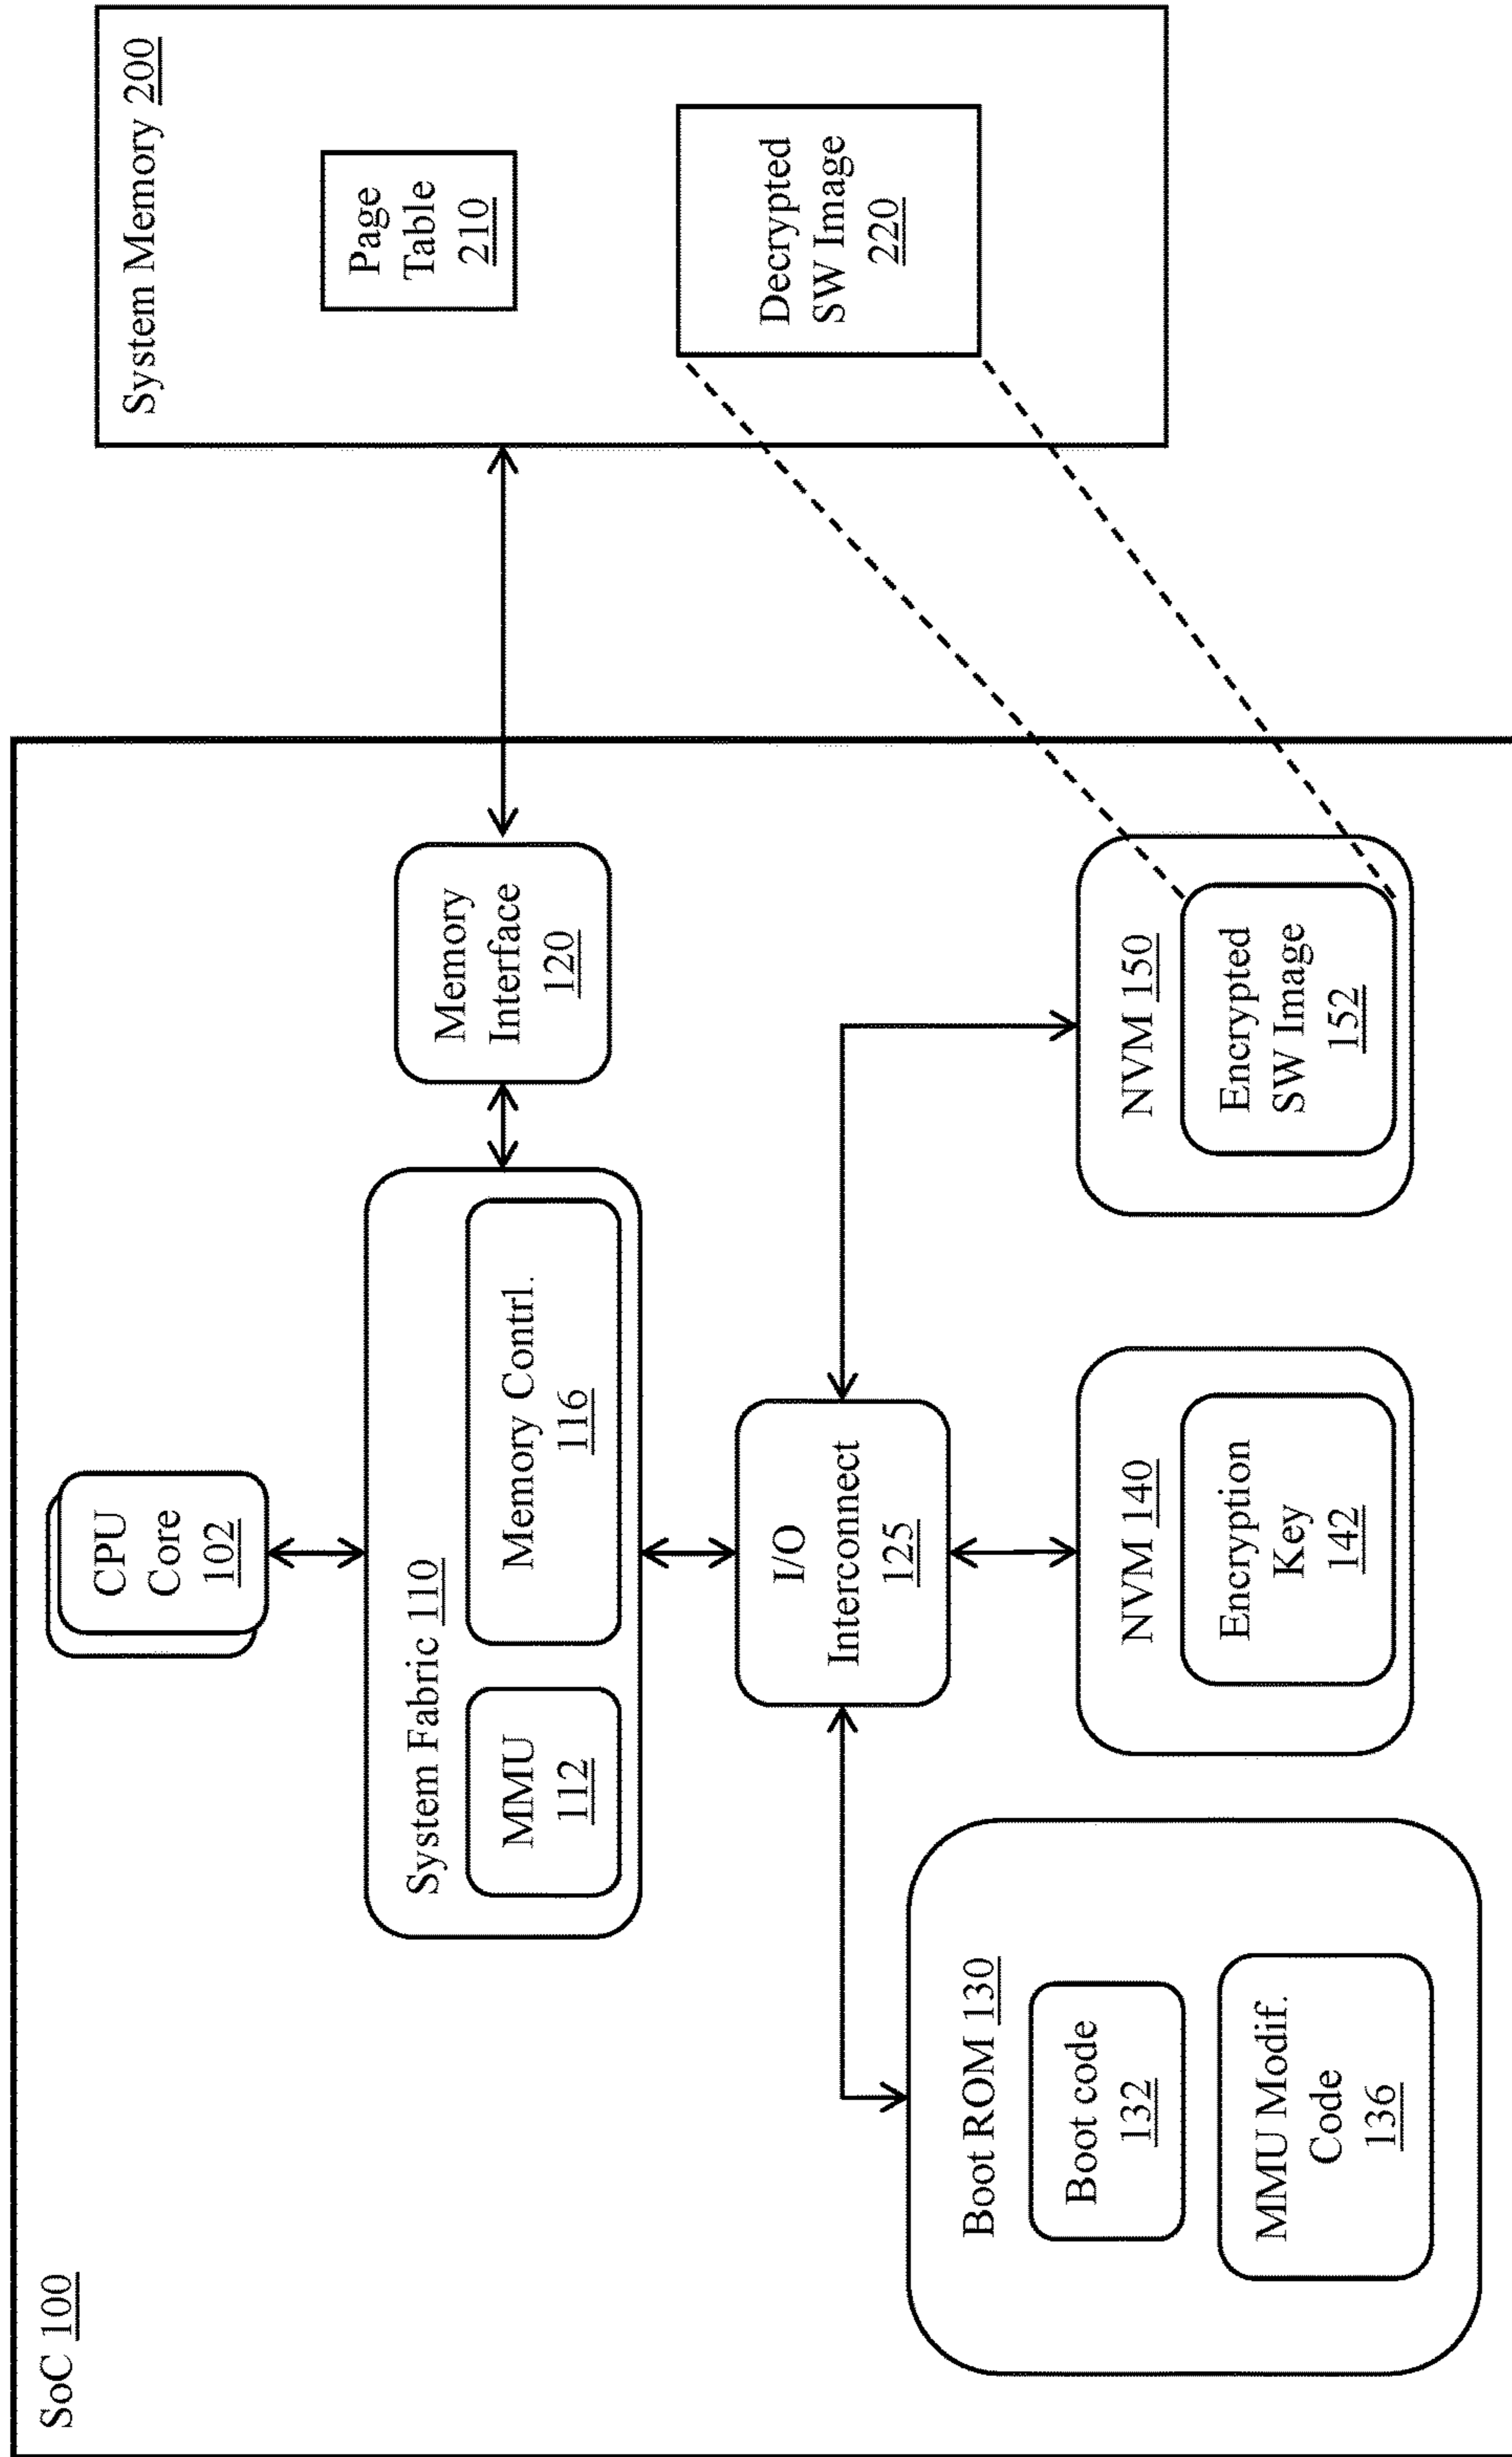 SoC 100
CPU
Core
102
System Fabric 110
MMU
112
Memory Contrl.
116
Memory
Interface
120
I/O
Interconnect
125
Boot ROM 130
Boot code
132
MMU Modif.
Code
136
NVM 140
Encryption
Key
142
NVM 150
Encrypted
SW Image
152
System Memory 200
Page
Table
210
Decrypted
SW Image
220